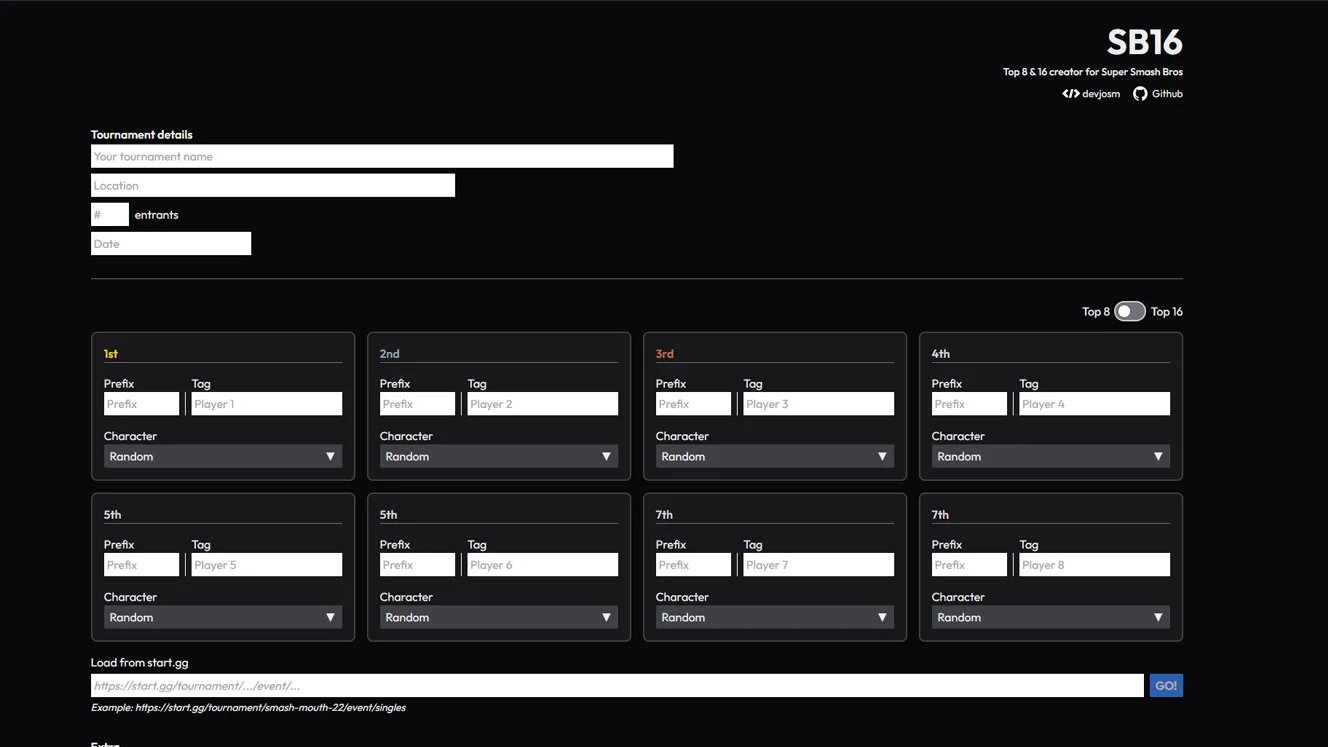 SB16
Top 8 & 16 creator for Super Smash Bros
devjosm Github
Tournament details
Your tournament name
Location
# entrants
Date
Top 8 Top 16
1st 2nd 3rd 4th
Prefix Tag Prefix Tag Prefix Tag Prefix Tag
Prefix Player 1 Prefix Player 2 Prefix Player 3 Prefix Player 4
Character Character Character Character
Random ▼ Random ▼ Random ▼ Random ▼
5th 5th 7th 7th
Prefix Tag Prefix Tag Prefix Tag Prefix Tag
Prefix Player 5 Prefix Player 6 Prefix Player 7 Prefix Player 8
Character Character Character Character
Random ▼ Random ▼ Random ▼ Random ▼
Load from start.gg
https://start.gg/tournament/.../event/... GO!
Example: https://start.gg/tournament/smash-mouth-22/event/singles
Extra